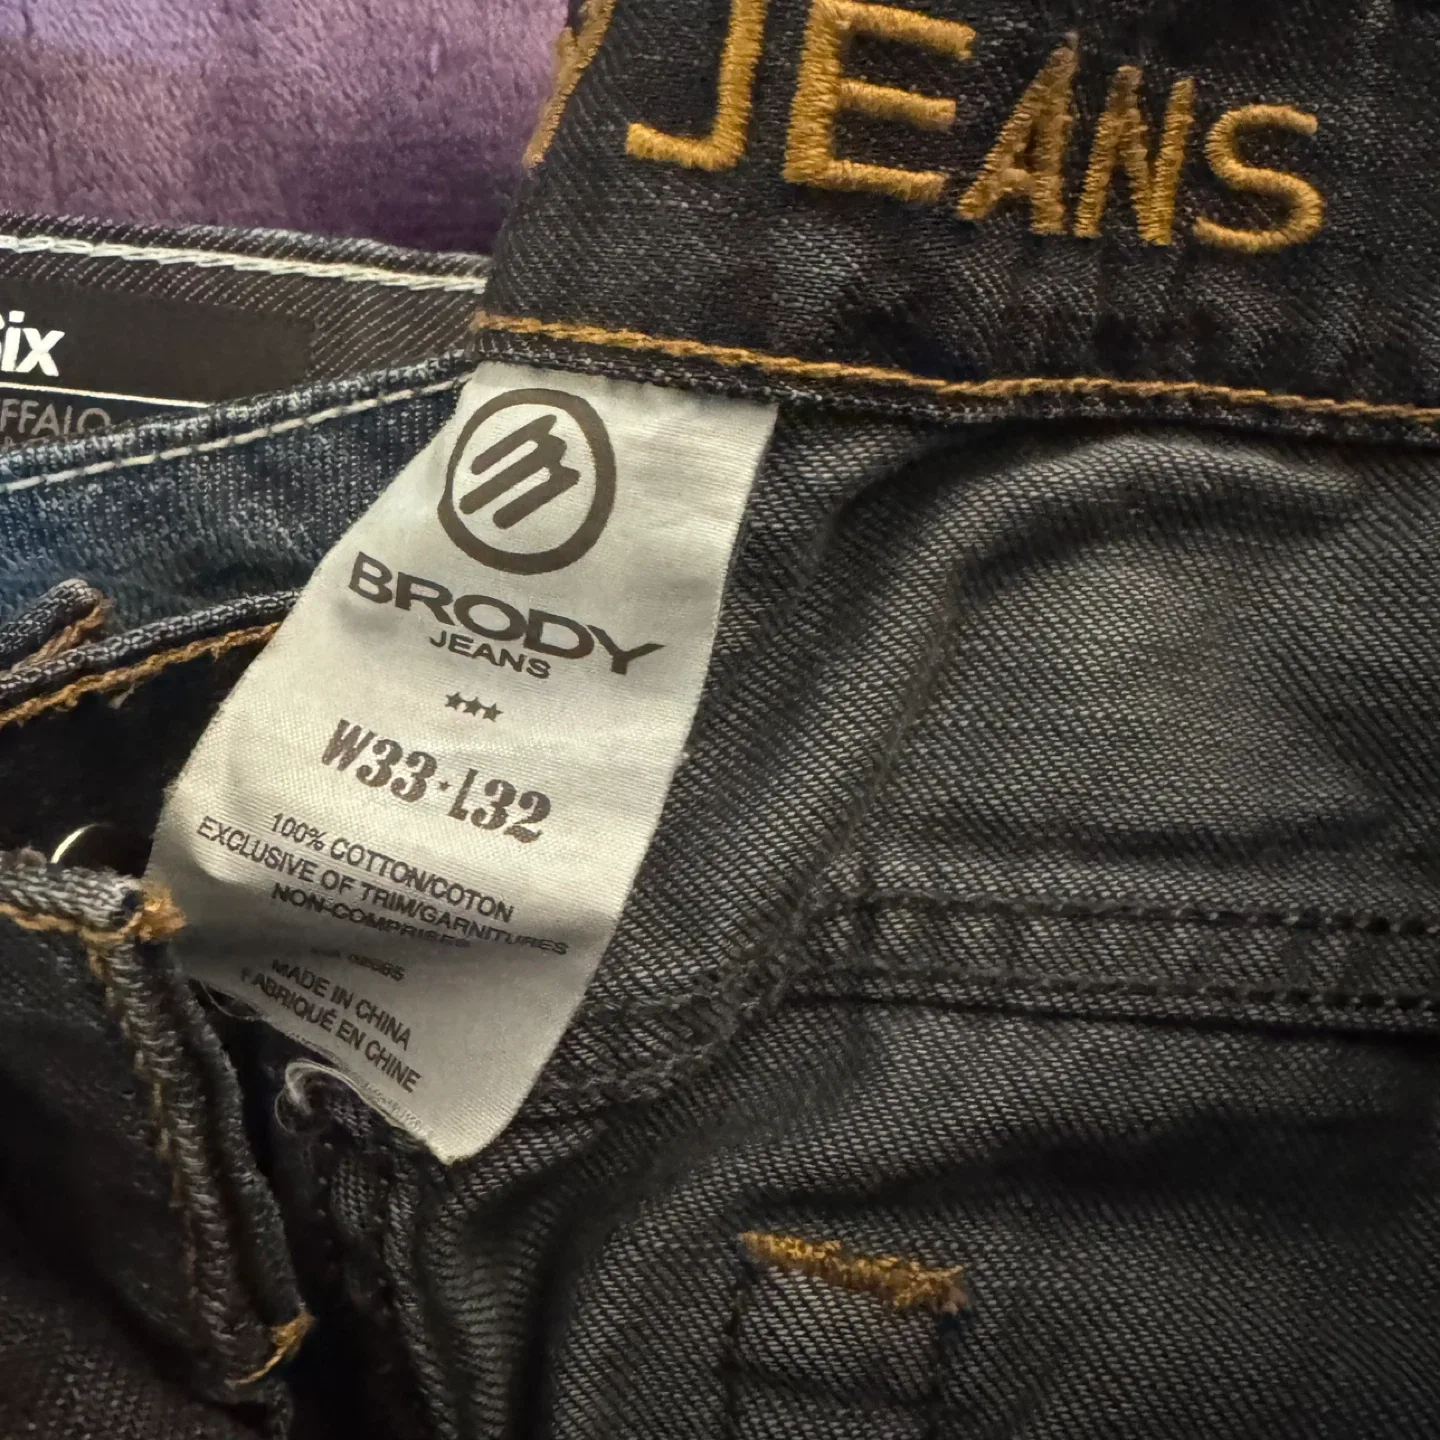 JEANS
ix
FFALO
BRODY
JEANS
W33·L32
100% COTTON/COTON
EXCLUSIVE OF TRIM/GARNITURES
NON-COMPRISES
MADE IN CHINA
FABRIQUÉ EN CHINE